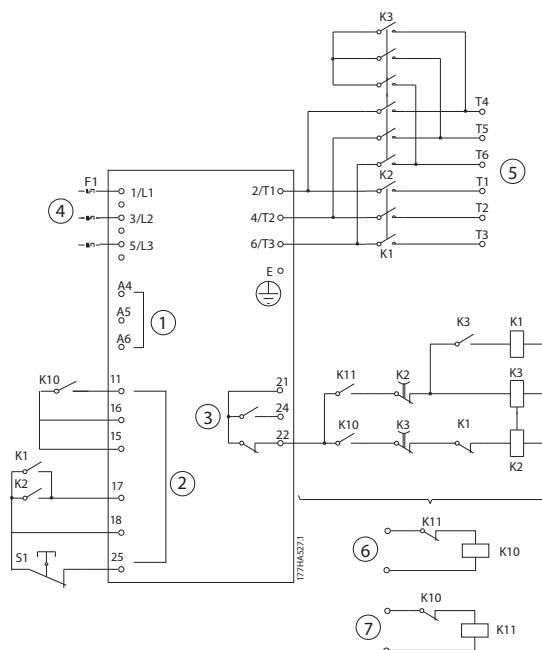 K3
T4
T5
T6
5
K2
T1
T2
T3
K1
F1
1/L1
2/T1
4
3/L2
4/T2
5/L3
6/T3
E
A4
A5
1
A6
K3
K1
K10
11
21
K11
K2
K3
16
3
24
K10
K3
K1
15
22
K2
K1
2
K2
17
18
S1
25
177HA527.1
6
K11
K10
7
K10
K11